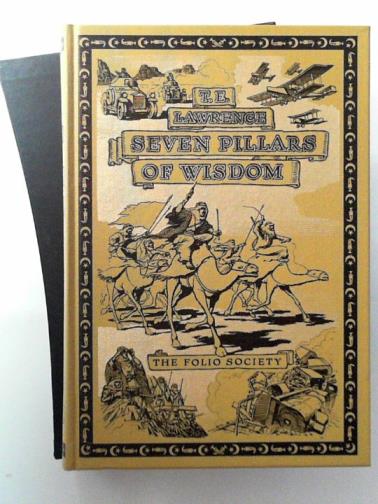 T.E.
LAWRENCE
SEVEN PILLARS
OF WISDOM
THE FOLIO SOCIETY